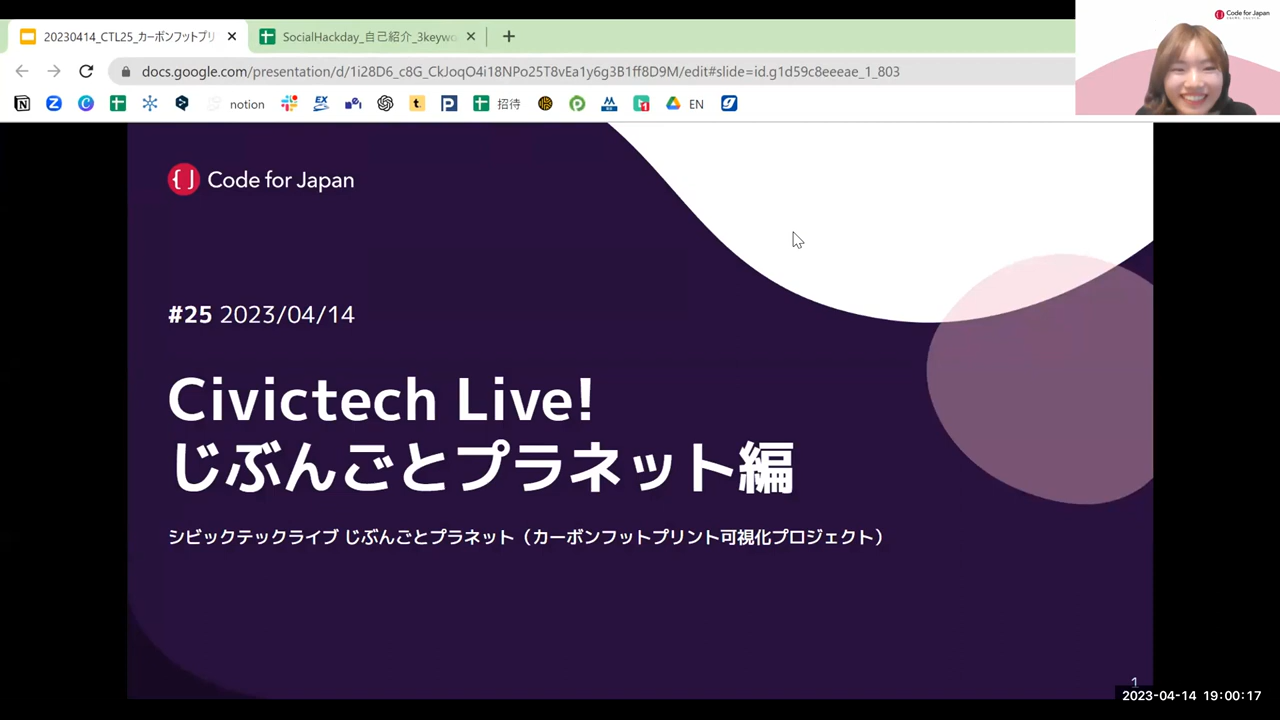 20230414_CTL25_カーボンフットプリ
SocialHackday_自己紹介_3keywo
Code for Japan
docs.google.com/presentation/d/1i28D6_c8G_CkJoqO4i18NPo25T8vEa1y6g3B1ff8D9M/edit#slide=id.g1d59c8eeeae_1_803
notion
EX
招待
EN
Code for Japan
#25 2023/04/14
Civictech Live!
じぶんごとプラネット編
シビックテックライブ じぶんごとプラネット（カーボンフットプリント可視化プロジェクト）
1
2023-04-14 19:00:17